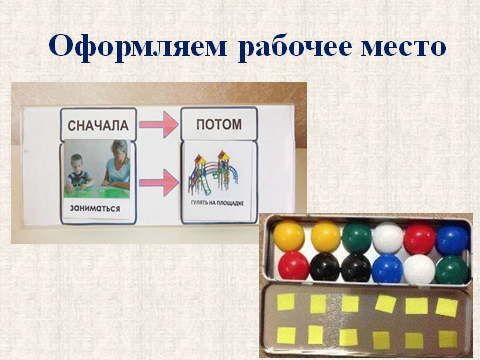 Оформляем рабочее место
СНАЧАЛА
ПОТОМ
заниматься
ГУЛЯТЬ НА ПЛОЩАДКЕ